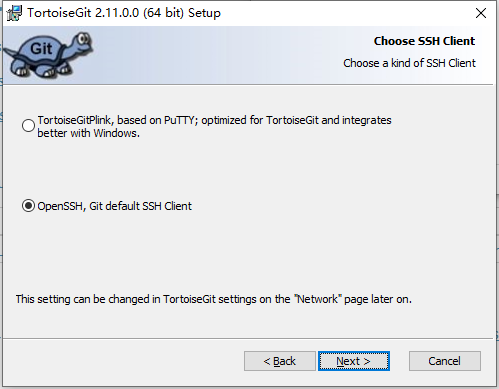 TortoiseGit 2.11.0.0 (64 bit) Setup
Git
Choose SSH Client
Choose a kind of SSH Client
TortoiseGitPlink, based on PuTTY; optimized for TortoiseGit and integrates
better with Windows.
OpenSSH, Git default SSH Client
This setting can be changed in TortoiseGit settings on the "Network" page later on.
< Back
Next >
Cancel